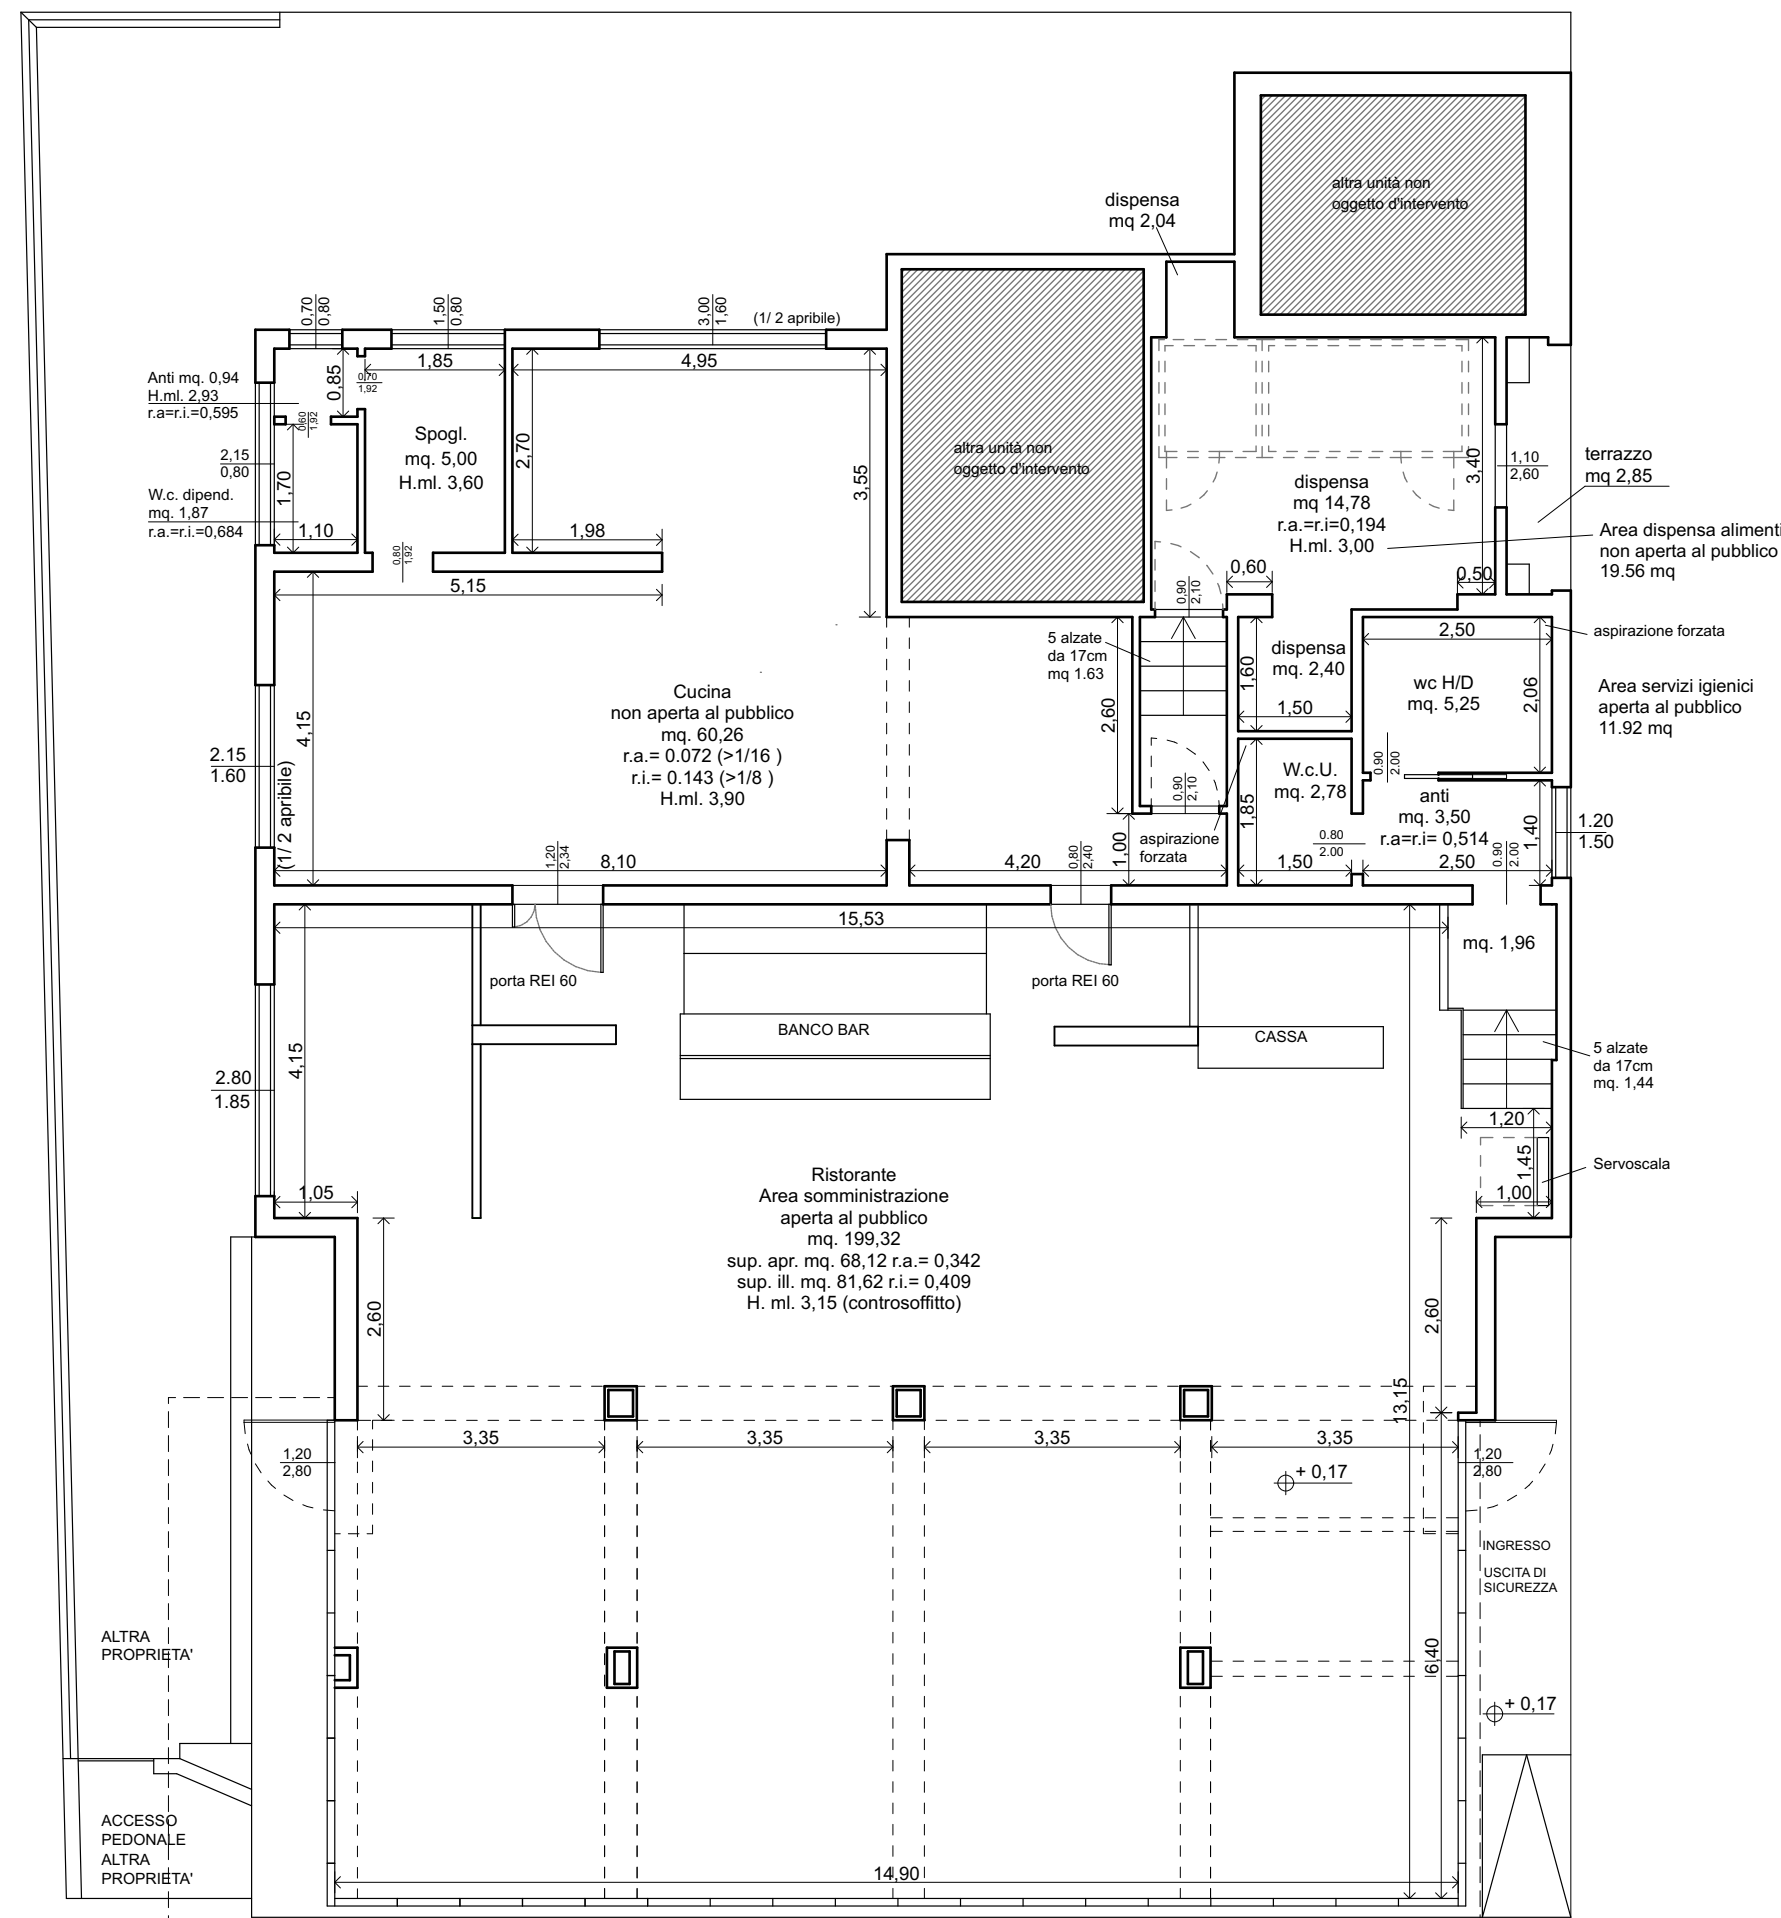 altra unità non
oggetto d'intervento
dispensa
mq 2,04
0,70
0,80
1,50
0,80
3,00
1,60
(1/ 2 apribile)
Anti mq. 0,94
H.ml. 2,93
r.a=r.i.=0,595
0,85
0,70
1,92
1,85
4,95
0,60
1,92
2,15
0,80
W.c. dipend.
mq. 1,87
r.a.=r.i.=0,684
1,70
1,10
Spogl.
mq. 5,00
H.ml. 3,60
2,70
1,98
3,55
0,80
1,92
5,15
altra unità non
oggetto d'intervento
dispensa
mq 14,78
r.a.=r.i=0,194
H.ml. 3,00
3,40
1,10
2,60
terrazzo
mq 2,85
Area dispensa alimenti
non aperta al pubblico
19.56 mq
0,60
0,50
0,90
2,10
5 alzate
da 17cm
mq 1.63
dispensa
mq. 2,40
1,60
1,50
2,50
aspirazione forzata
wc H/D
mq. 5,25
2,06
Area servizi igienici
aperta al pubblico
11.92 mq
Cucina
non aperta al pubblico
mq. 60,26
r.a.= 0.072 (>1/16 )
r.i.= 0.143 (>1/8 )
H.ml. 3,90
4,15
2.15
1.60
(1/ 2 apribile)
2,60
0,90
2,10
0.90
2.00
W.c.U.
mq. 2,78
1,85
anti
mq. 3,50
r.a=r.i= 0,514
1,40
1.20
1.50
aspirazione
forzata
1,00
0.80
2.00
0.90
2.00
8,10
1,20
2,34
4,20
0,80
2,40
1,50
2,50
15,53
mq. 1,96
porta REI 60
porta REI 60
BANCO BAR
CASSA
4,15
2.80
1.85
5 alzate
da 17cm
mq. 1,44
1,20
1,45
Servoscala
1,00
1,05
Ristorante
Area somministrazione
aperta al pubblico
mq. 199,32
sup. apr. mq. 68,12 r.a.= 0,342
sup. ill. mq. 81,62 r.i.= 0,409
H. ml. 3,15 (controsoffitto)
2,60
2,60
13,15
3,35
3,35
3,35
3,35
1,20
2,80
1,20
2,80
+ 0,17
INGRESSO
USCITA DI
SICUREZZA
6,40
ALTRA
PROPRIETA'
+ 0,17
ACCESSO
PEDONALE
ALTRA
PROPRIETA'
14,90